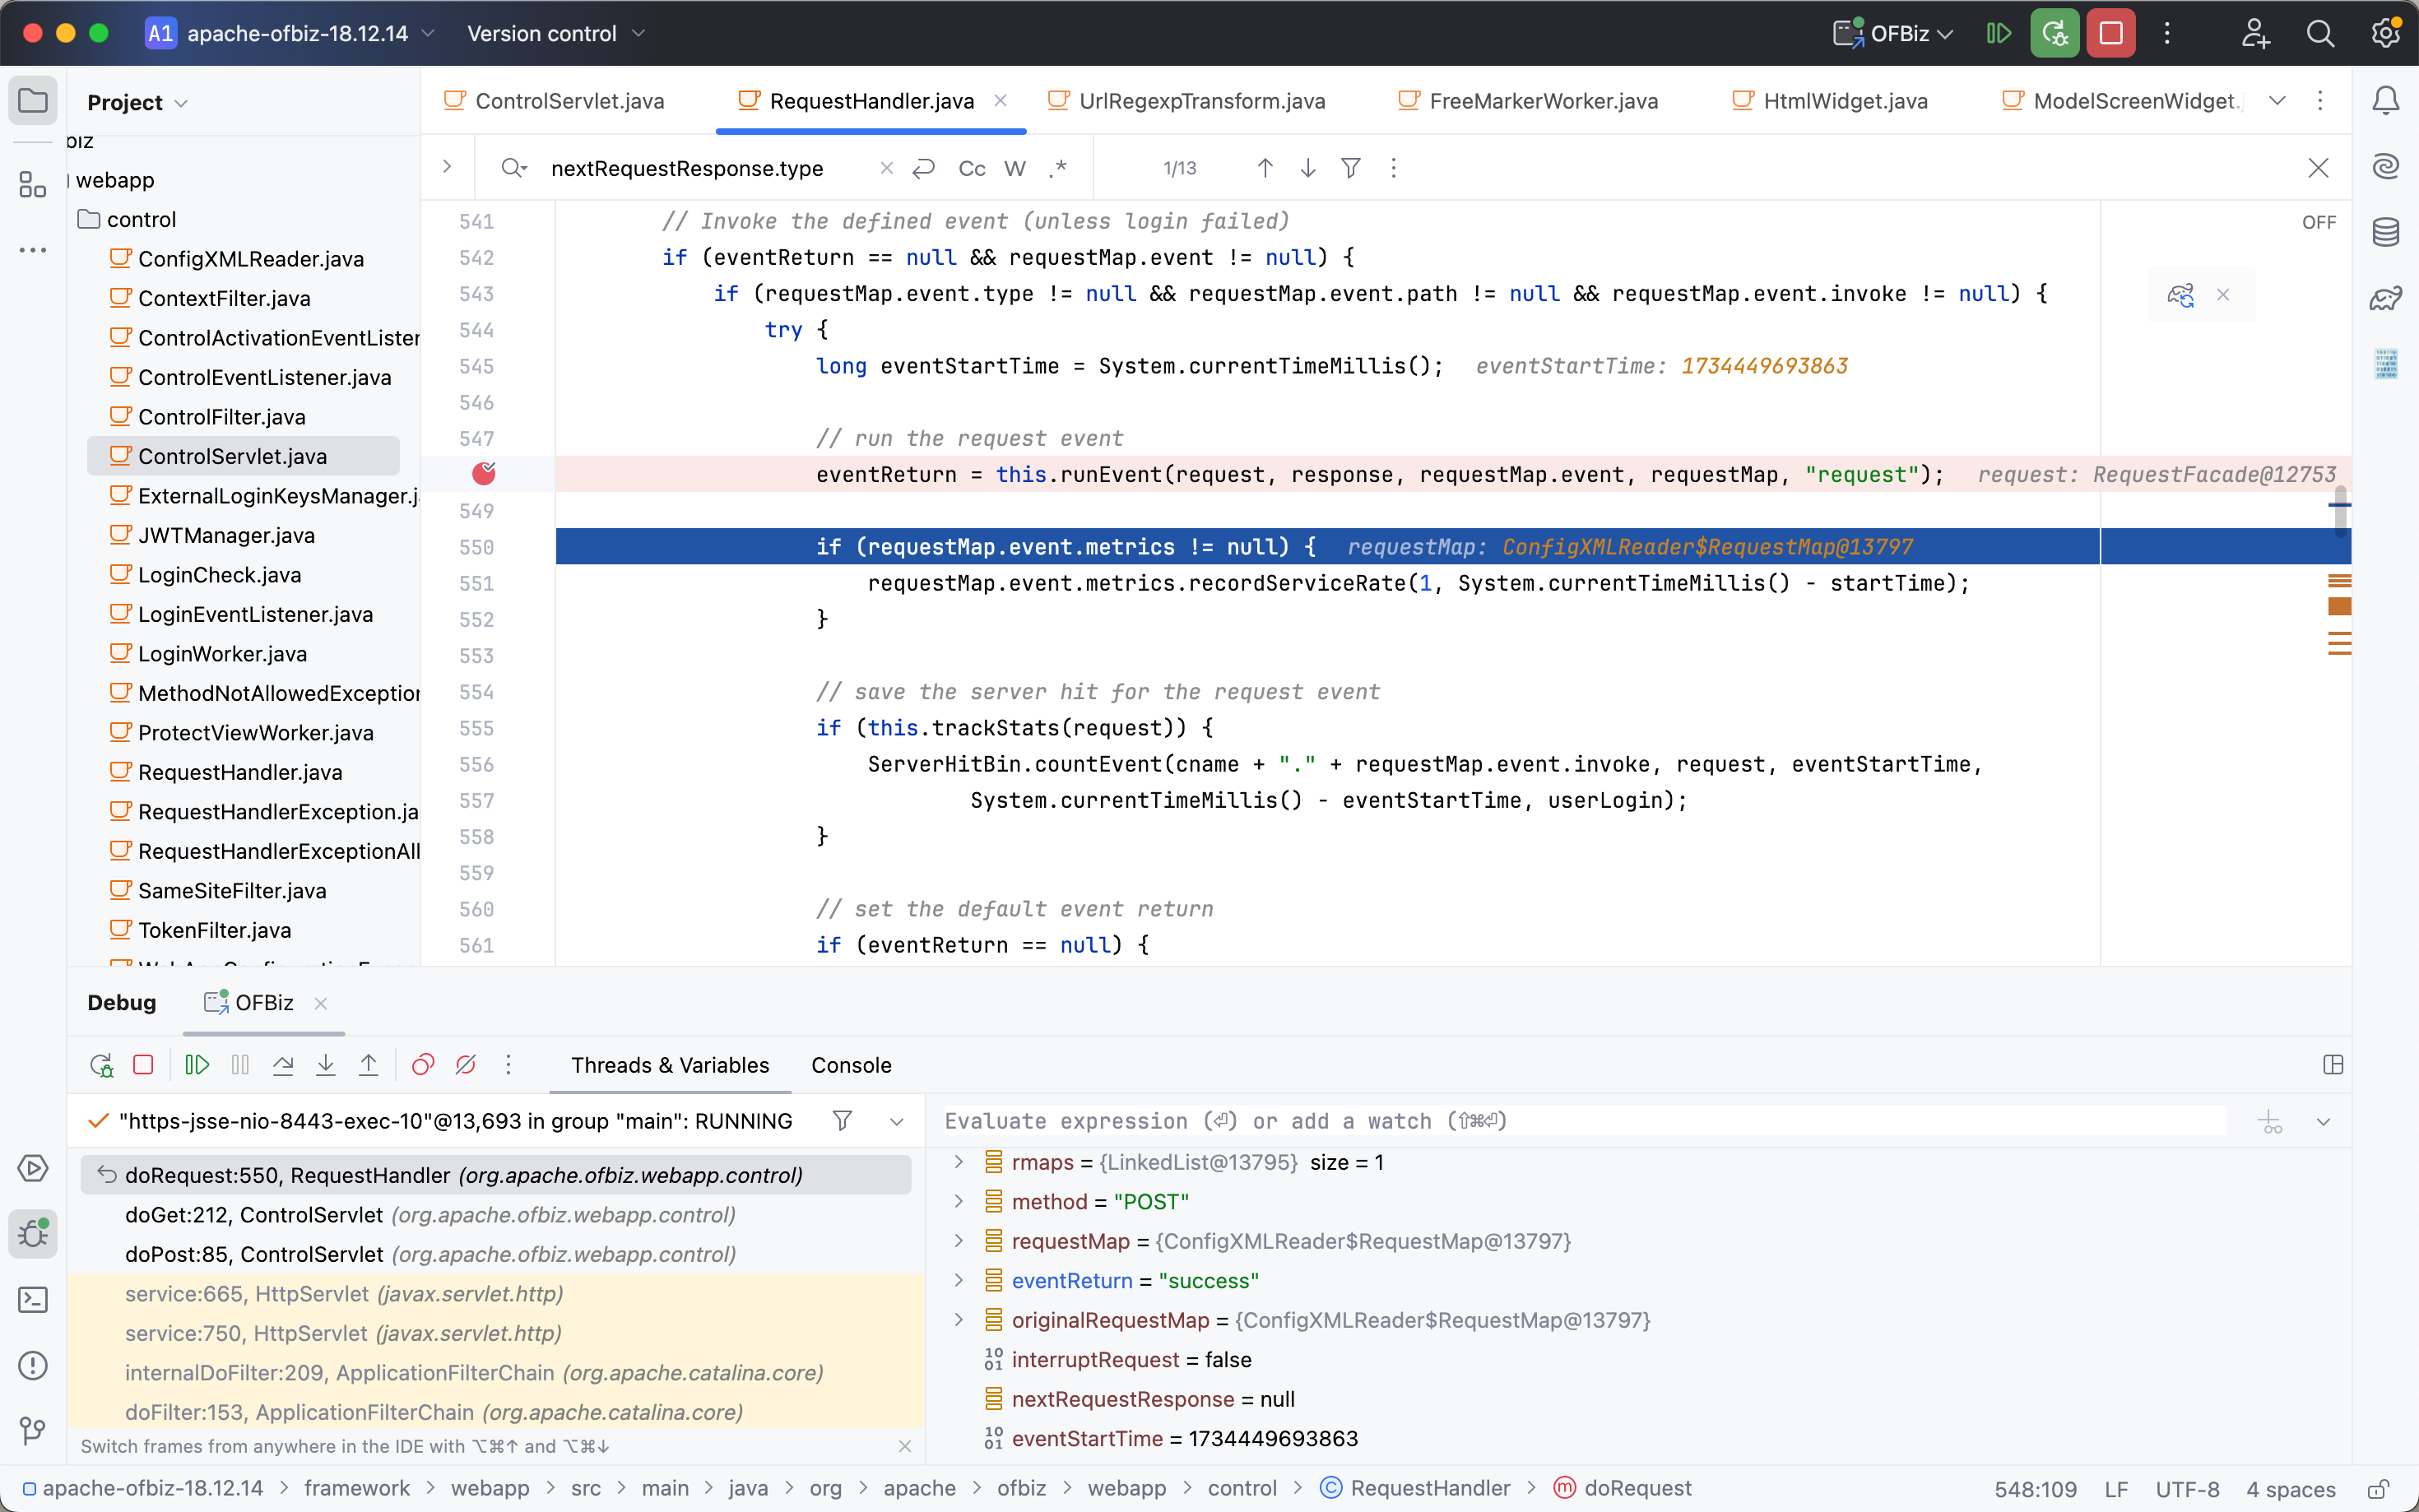 A1 apache-ofbiz-18.12.14 Version control OFBiz
Project
ControlServlet.java RequestHandler.java UrlRegexpTransform.java FreeMarkerWorker.java HtmlWidget.java ModelScreenWidget.j
biz
webapp
control
ConfigXMLReader.java
ContextFilter.java
ControlActivationEventListener
ControlEventListener.java
ControlFilter.java
ControlServlet.java
ExternalLoginKeysManager.j
JWTManager.java
LoginCheck.java
LoginEventListener.java
LoginWorker.java
MethodNotAllowedException
ProtectViewWorker.java
RequestHandler.java
RequestHandlerException.ja
RequestHandlerExceptionAll
SameSiteFilter.java
TokenFilter.java
nextRequestResponse.type Cc W .* 1/13
OFF
541 // Invoke the defined event (unless login failed)
542 if (eventReturn == null && requestMap.event != null) {
543 if (requestMap.event.type != null && requestMap.event.path != null && requestMap.event.invoke != null) {
544 try {
545 long eventStartTime = System.currentTimeMillis(); eventStartTime: 1734449693863
546
547 // run the request event
eventReturn = this.runEvent(request, response, requestMap.event, requestMap, "request"); request: RequestFacade@12753
549
550 if (requestMap.event.metrics != null) { requestMap: ConfigXMLReader$RequestMap@13797
551 requestMap.event.metrics.recordServiceRate(1, System.currentTimeMillis() - startTime);
552 }
553
554 // save the server hit for the request event
555 if (this.trackStats(request)) {
556 ServerHitBin.countEvent(cname + "." + requestMap.event.invoke, request, eventStartTime,
557 System.currentTimeMillis() - eventStartTime, userLogin);
558 }
559
560 // set the default event return
561 if (eventReturn == null) {
Debug OFBiz
Threads & Variables Console
"https-jsse-nio-8443-exec-10"@13,693 in group "main": RUNNING
doRequest:550, RequestHandler (org.apache.ofbiz.webapp.control)
doGet:212, ControlServlet (org.apache.ofbiz.webapp.control)
doPost:85, ControlServlet (org.apache.ofbiz.webapp.control)
service:665, HttpServlet (javax.servlet.http)
service:750, HttpServlet (javax.servlet.http)
internalDoFilter:209, ApplicationFilterChain (org.apache.catalina.core)
doFilter:153, ApplicationFilterChain (org.apache.catalina.core)
Switch frames from anywhere in the IDE with ⌥⌘↑ and ⌥⌘↓
Evaluate expression (⏎) or add a watch (⇧⌘⏎)
rmaps = {LinkedList@13795} size = 1
method = "POST"
requestMap = {ConfigXMLReader$RequestMap@13797}
eventReturn = "success"
originalRequestMap = {ConfigXMLReader$RequestMap@13797}
interruptRequest = false
nextRequestResponse = null
eventStartTime = 1734449693863
apache-ofbiz-18.12.14 > framework > webapp > src > main > java > org > apache > ofbiz > webapp > control > RequestHandler > doRequest 548:109 LF UTF-8 4 spaces